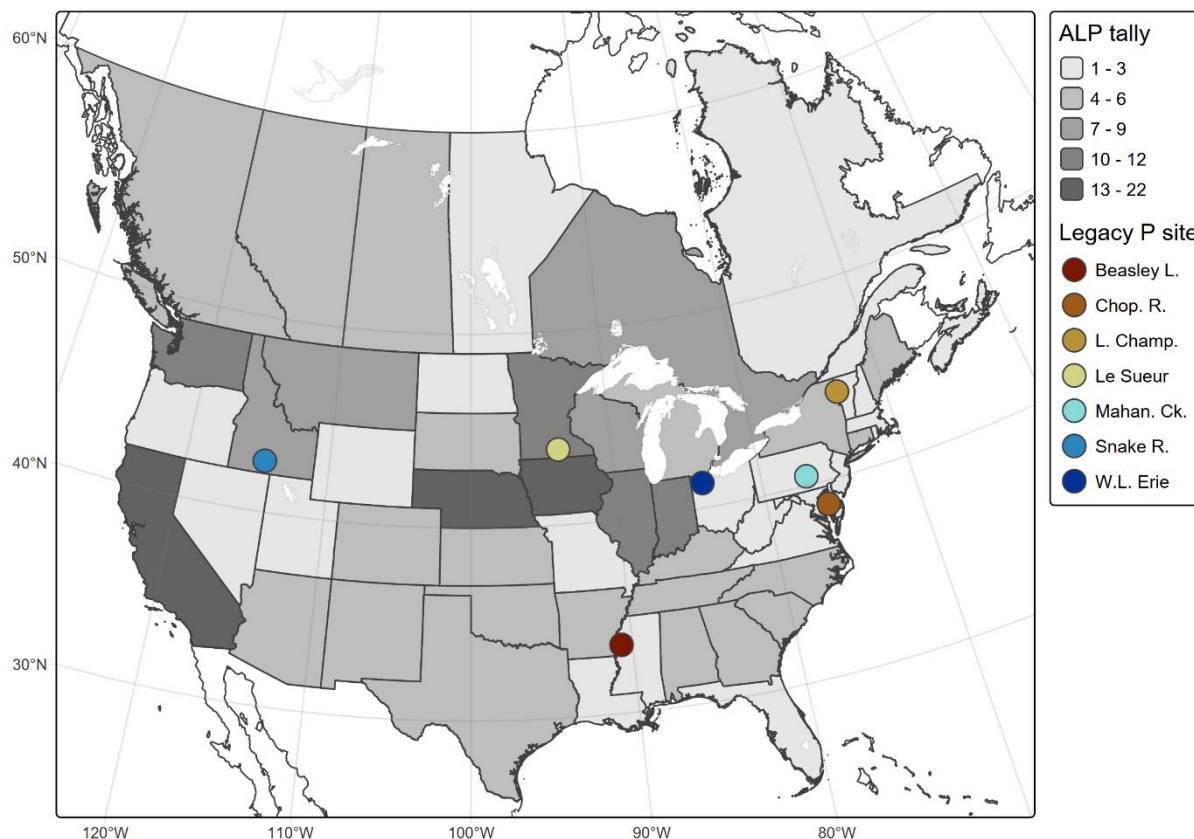 60°N
50°N
40°N
30°N
120°W
110°W
100°W
90°W
80°W
ALP tally
1 - 3
4 - 6
7 - 9
10 - 12
13 - 22
Legacy P site
Beasley L.
Chop. R.
L. Champ.
Le Sueur
Mahan. Ck.
Snake R.
W.L. Erie